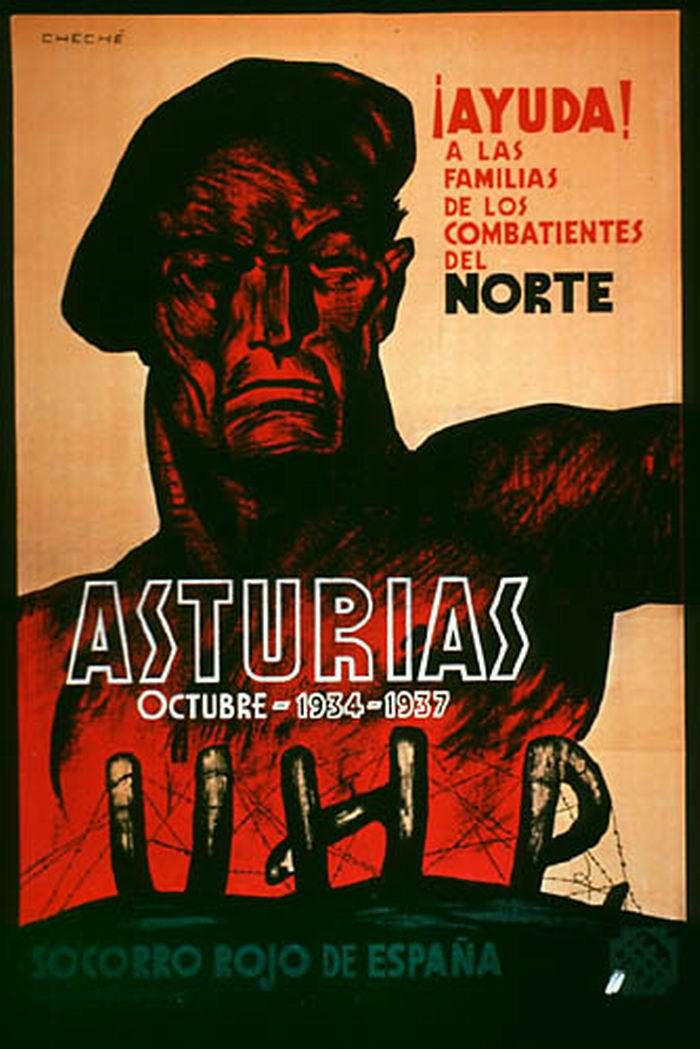 CHECHÉ
¡AYUDA!
A LAS
FAMILIAS
DE LOS
COMBATIENTES
DEL
NORTE
ASTURIAS
OCTUBRE-1934-1937
UHP
SOCORRO ROJO DE ESPAÑA